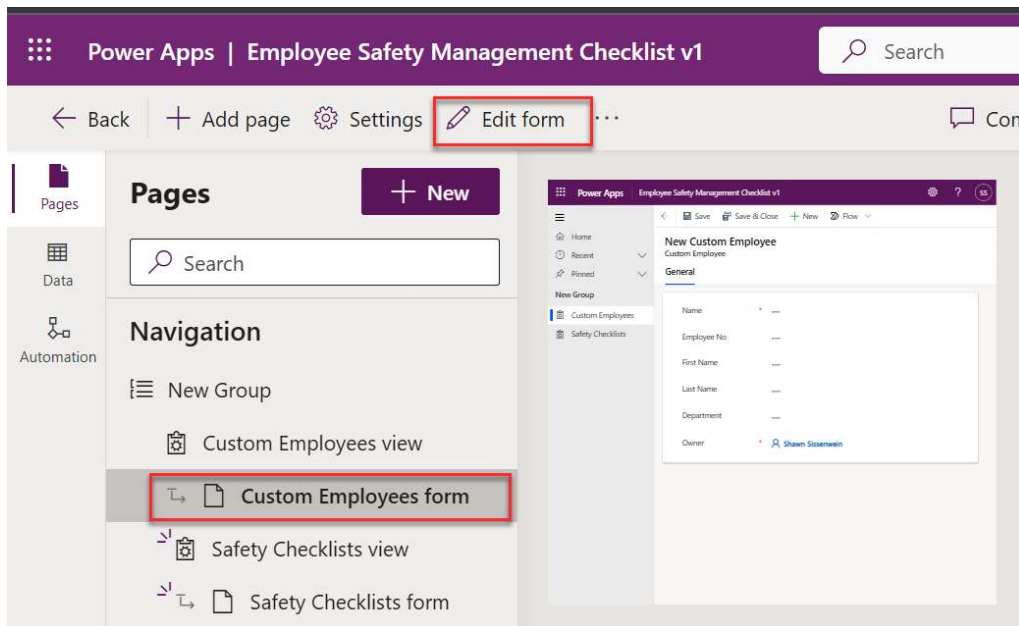 Power Apps | Employee Safety Management Checklist v1
Search
Back
Add page
Settings
Edit form
...
Pages
Pages
New
Data
Search
Automation
Navigation
New Group
Custom Employees view
Custom Employees form
Safety Checklists view
Safety Checklists form
Power Apps
Employee Safety Management Checklist v1
? SS
Save
Save & Close
New
Flow
Home
Recent
Pinned
New Group
Custom Employees
Safety Checklists
New Custom Employee
Custom Employee
General
Name * ---
Employee No ---
First Name ---
Last Name ---
Department ---
Owner * Shawn Sissenwein